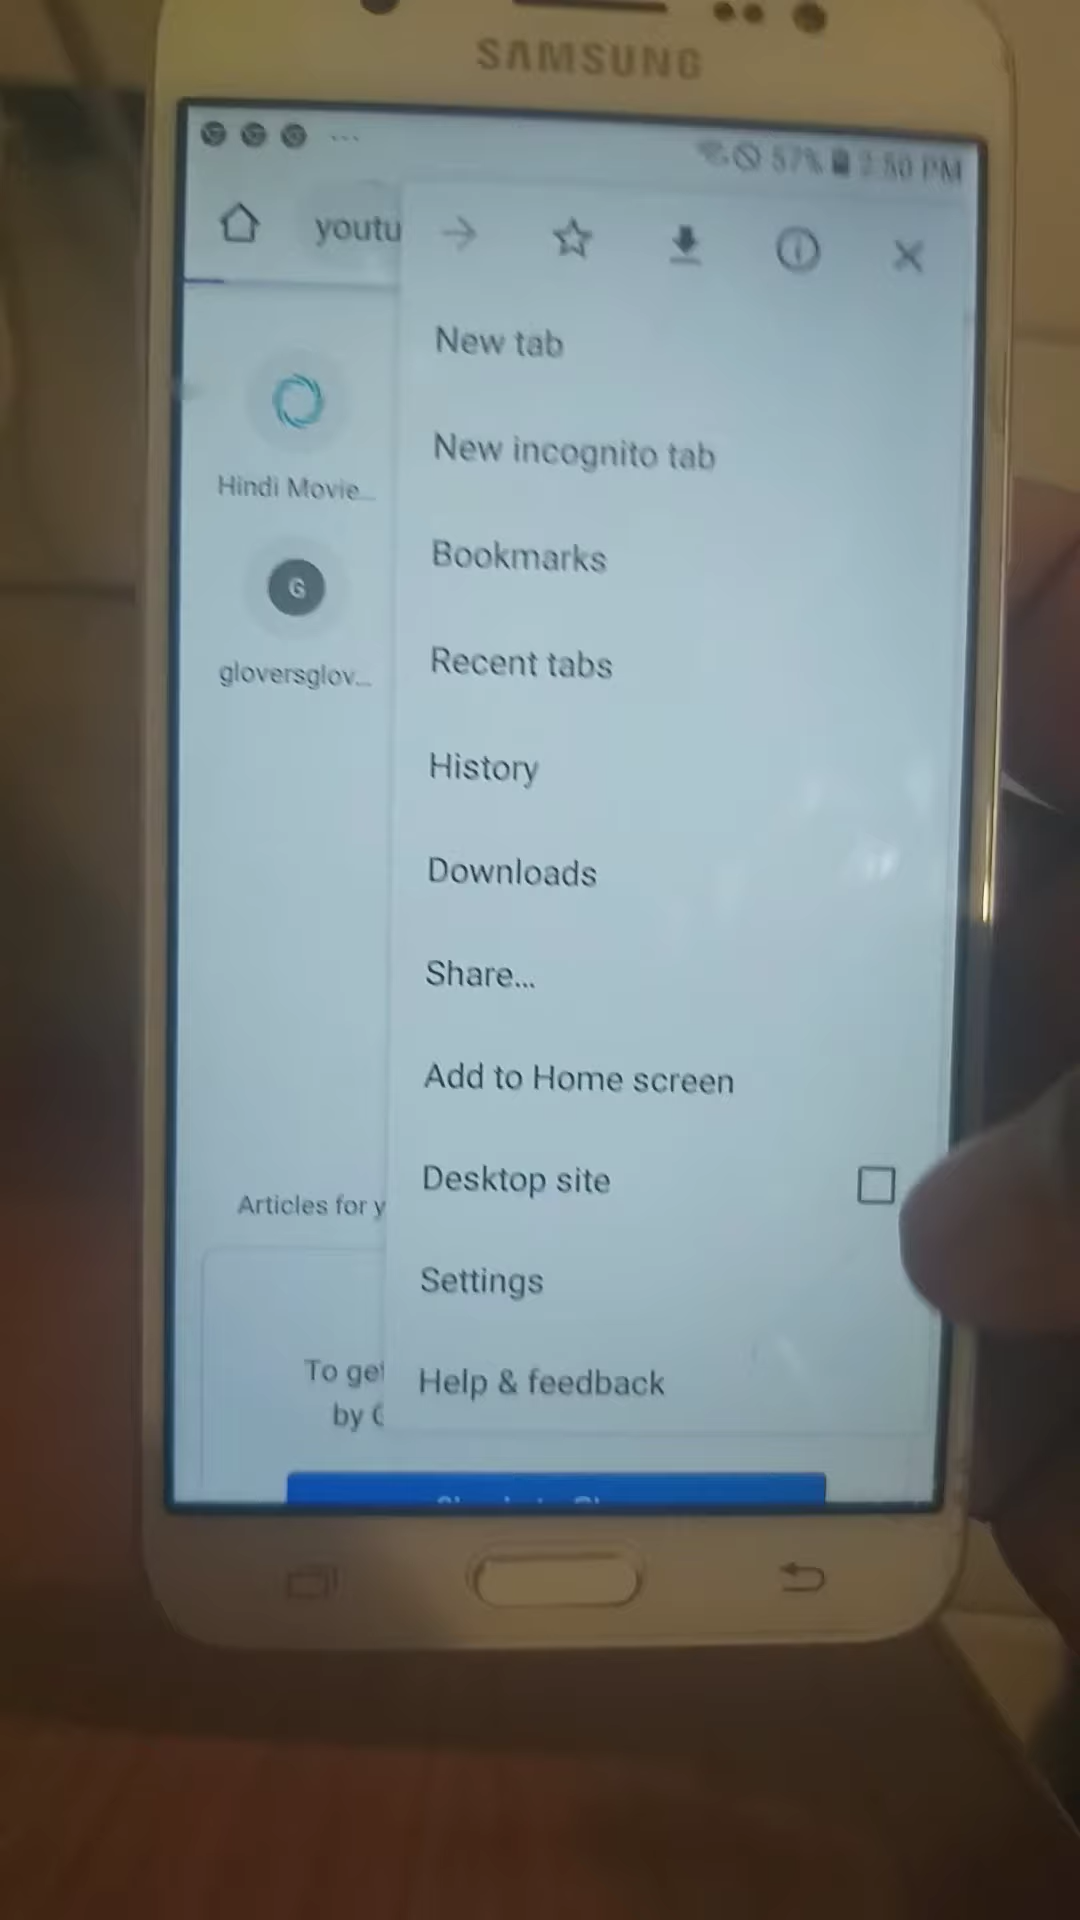 SAMSUNG
57% 2:50 PM
youtu
New tab
New incognito tab
Hindi Movie...
Bookmarks
G
gloversglov...
Recent tabs
History
Downloads
Share...
Add to Home screen
Desktop site
Articles for y
Settings
To get
by G
Help & feedback